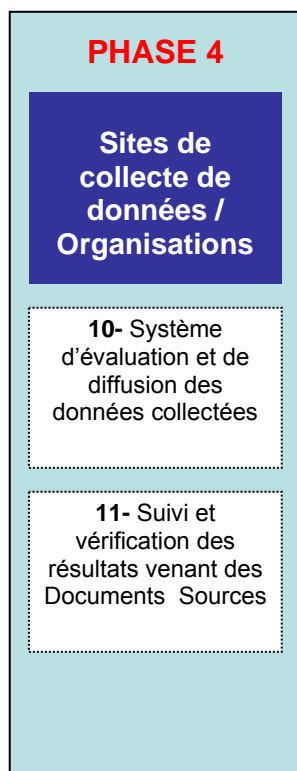 PHASE 4
Sites de
collecte de
données /
Organisations
10- Système
d'évaluation et de
diffusion des
données collectées
11- Suivi et
vérification des
résultats venant des
Documents Sources